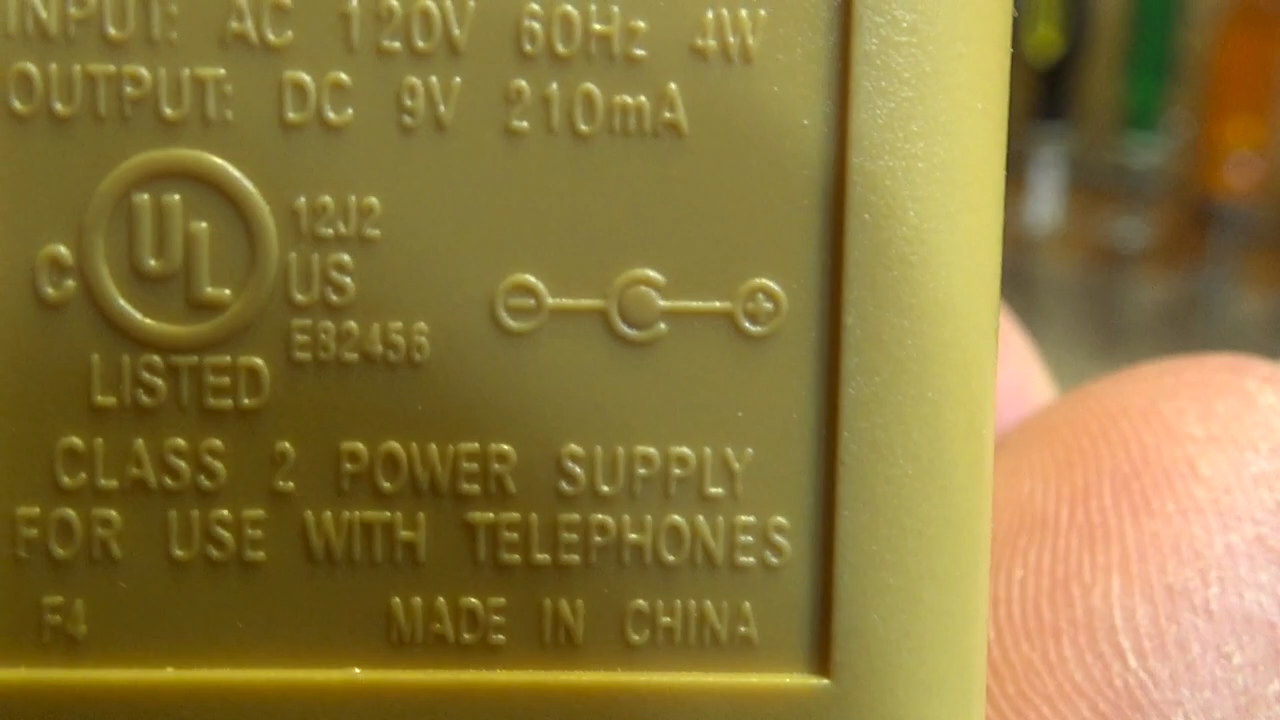 INPUT: AC 120V 60Hz 4W
OUTPUT: DC 9V 210mA
C UL US
12J2
E82456
LISTED
CLASS 2 POWER SUPPLY
FOR USE WITH TELEPHONES
F4 MADE IN CHINA